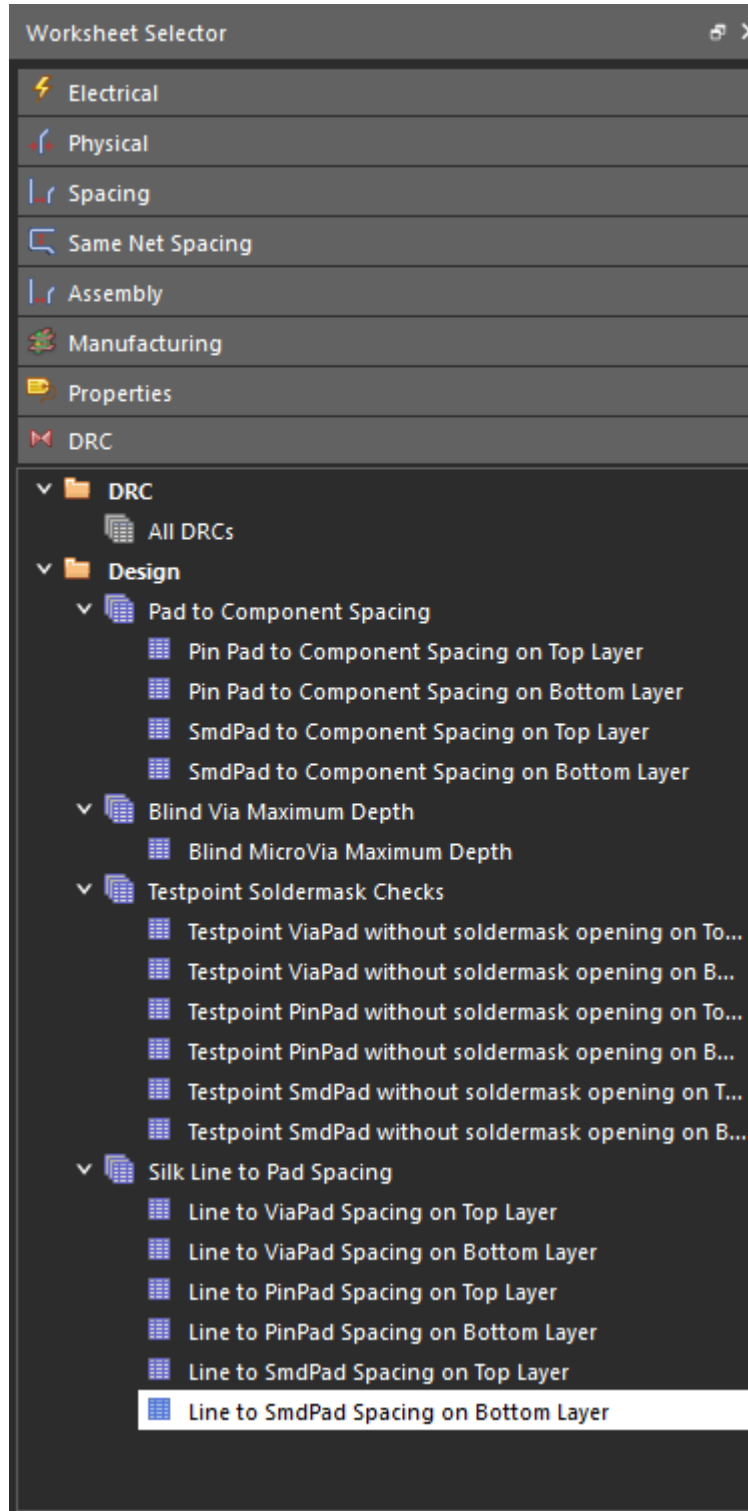 Worksheet Selector
Electrical
Physical
Spacing
Same Net Spacing
Assembly
Manufacturing
Properties
DRC
DRC
All DRCs
Design
Pad to Component Spacing
Pin Pad to Component Spacing on Top Layer
Pin Pad to Component Spacing on Bottom Layer
SmdPad to Component Spacing on Top Layer
SmdPad to Component Spacing on Bottom Layer
Blind Via Maximum Depth
Blind MicroVia Maximum Depth
Testpoint Soldermask Checks
Testpoint ViaPad without soldermask opening on To...
Testpoint ViaPad without soldermask opening on B...
Testpoint PinPad without soldermask opening on To...
Testpoint PinPad without soldermask opening on B...
Testpoint SmdPad without soldermask opening on T...
Testpoint SmdPad without soldermask opening on B...
Silk Line to Pad Spacing
Line to ViaPad Spacing on Top Layer
Line to ViaPad Spacing on Bottom Layer
Line to PinPad Spacing on Top Layer
Line to PinPad Spacing on Bottom Layer
Line to SmdPad Spacing on Top Layer
Line to SmdPad Spacing on Bottom Layer